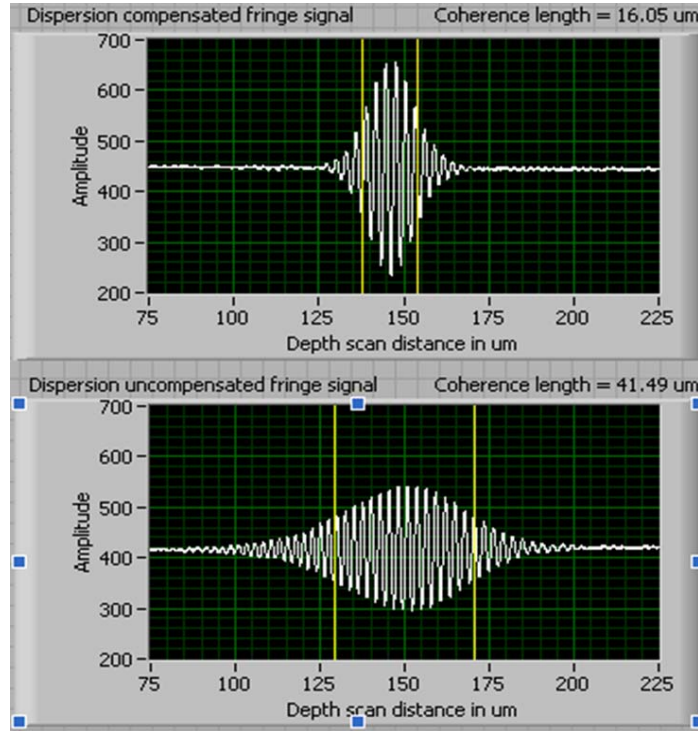 Dispersion compensated fringe signal Coherence length = 16.05 um
700
600
500
400
300
200
Amplitude
75 100 125 150 175 200 225
Depth scan distance in um
Dispersion uncompensated fringe signal Coherence length = 41.49 um
700
600
500
400
300
200
Amplitude
75 100 125 150 175 200 225
Depth scan distance in um